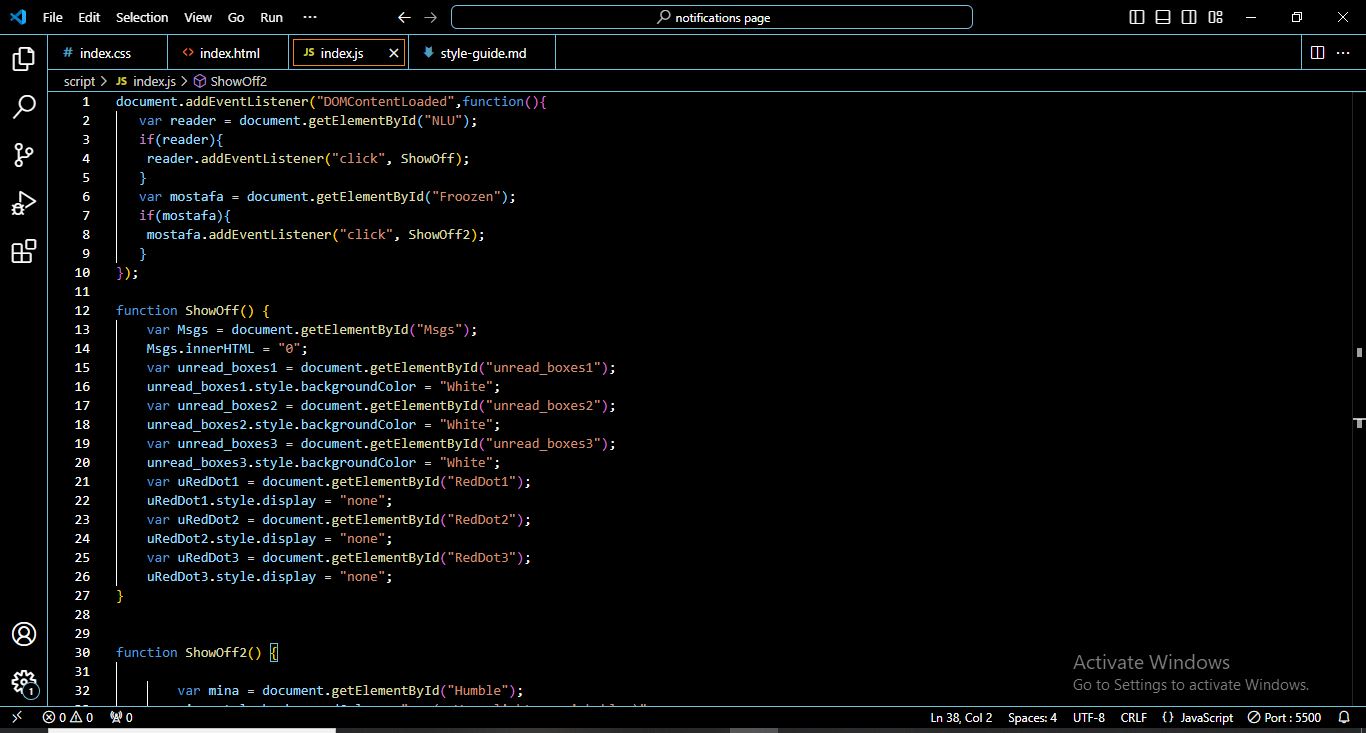 File Edit Selection View Go Run ··· notifications page
# index.css <> index.html JS index.js style-guide.md
script > JS index.js > ShowOff2
1 document.addEventListener("DOMContentLoaded",function(){
2 var reader = document.getElementById("NLU");
3 if(reader){
4 reader.addEventListener("click", ShowOff);
5 }
6 var mostafa = document.getElementById("Froozen");
7 if(mostafa){
8 mostafa.addEventListener("click", ShowOff2);
9 }
10 });
11
12 function ShowOff() {
13 var Msgs = document.getElementById("Msgs");
14 Msgs.innerHTML = "0";
15 var unread_boxes1 = document.getElementById("unread_boxes1");
16 unread_boxes1.style.backgroundColor = "White";
17 var unread_boxes2 = document.getElementById("unread_boxes2");
18 unread_boxes2.style.backgroundColor = "White";
19 var unread_boxes3 = document.getElementById("unread_boxes3");
20 unread_boxes3.style.backgroundColor = "White";
21 var uRedDot1 = document.getElementById("RedDot1");
22 uRedDot1.style.display = "none";
23 var uRedDot2 = document.getElementById("RedDot2");
24 uRedDot2.style.display = "none";
25 var uRedDot3 = document.getElementById("RedDot3");
26 uRedDot3.style.display = "none";
27 }
28
29
30 function ShowOff2() {
31
32 var mina = document.getElementById("Humble");
Activate Windows
Go to Settings to activate Windows.
1
0 0 0 Ln 38, Col 2 Spaces: 4 UTF-8 CRLF {} JavaScript Port : 5500